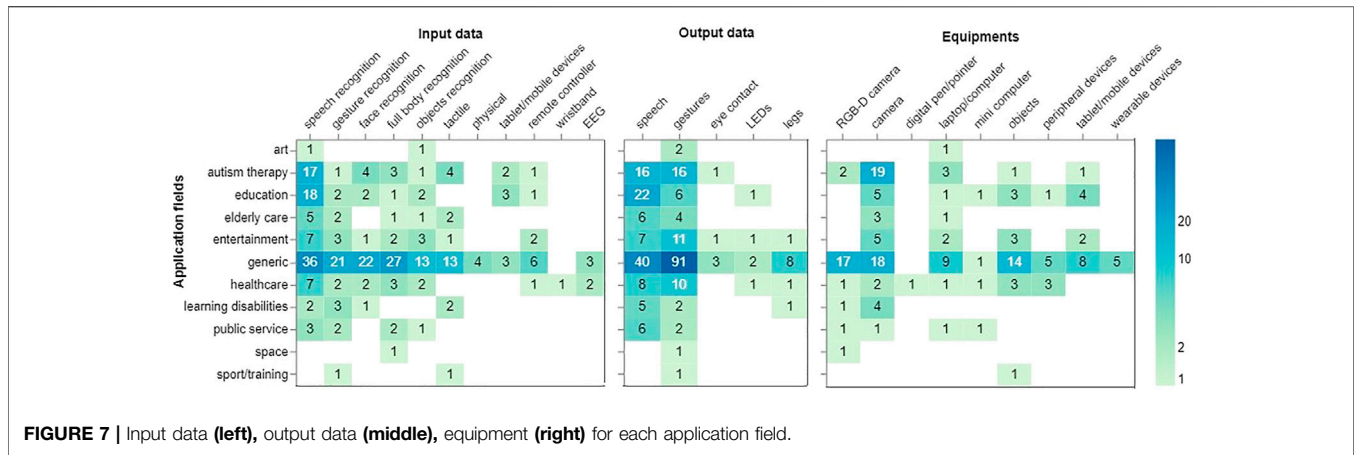 Input data
Output data
Equipments
speech recognition
gesture recognition
face recognition
full body recognition
objects recognition
tactile
physical
tablet/mobile devices
remote controller
wristband
EEG
speech
gestures
eye contact
LEDs
legs
RGB-D camera
camera
digital pen/pointer
laptop/computer
mini computer
objects
peripheral devices
tablet/mobile devices
wearable devices
Application fields
art 1 1 2 1
autism therapy 17 1 4 3 1 4 2 1 16 16 1 2 19 3 1 1
education 18 2 2 1 2 3 1 22 6 1 5 1 1 3 1 4
elderly care 5 2 1 1 2 6 4 3 1
entertainment 7 3 1 2 3 1 2 7 11 1 1 1 5 2 3 2
generic 36 21 22 27 13 13 4 3 6 3 40 91 3 2 8 17 18 9 1 14 5 8 5
healthcare 7 2 2 3 2 1 1 2 8 10 1 1 1 2 1 1 1 3 3
learning disabilities 2 3 1 2 5 2 1 1 4
public service 3 2 2 1 6 2 1 1 1 1
space 1 1 1
sport/training 1 1 1 1
20
10
2
1
FIGURE 7 | Input data (left), output data (middle), equipment (right) for each application field.